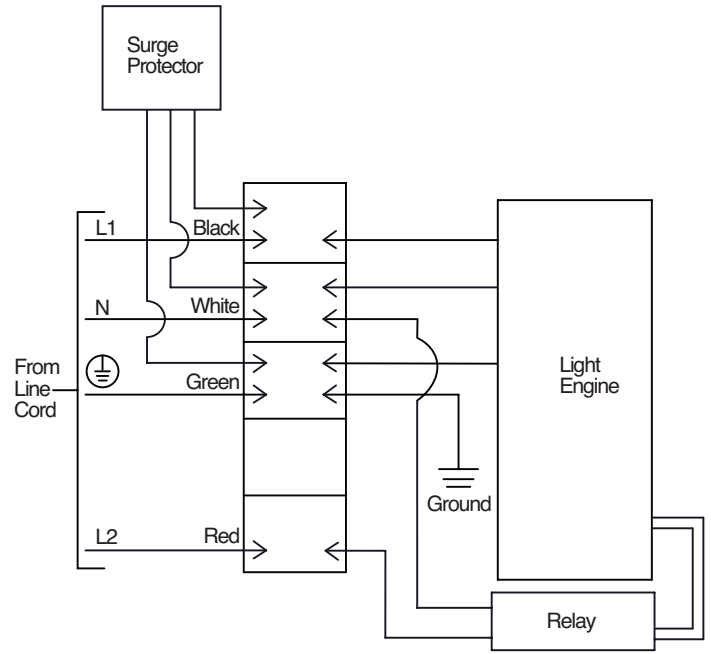 Surge
Protector
L1
Black
N
White
From
Line
Cord
Green
Light
Engine
Ground
L2
Red
Relay